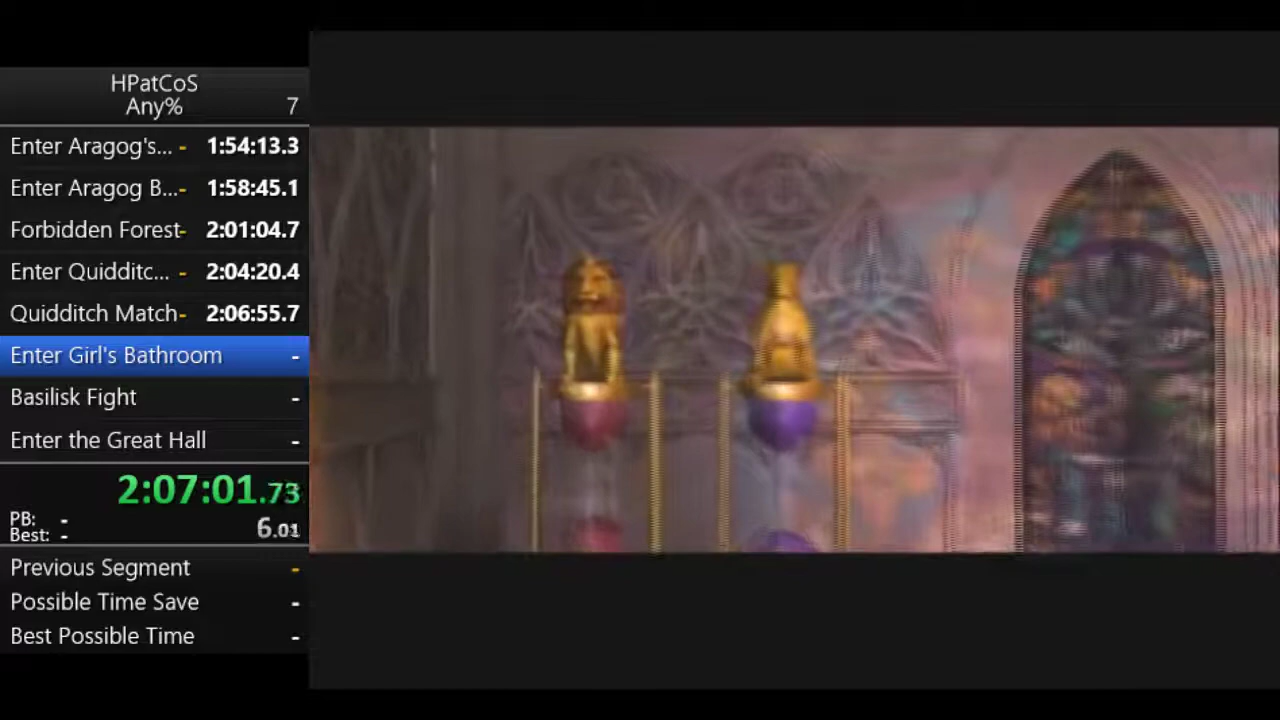 HPatCoS
Any% 7
Enter Aragog's... - 1:54:13.3
Enter Aragog B...- 1:58:45.1
Forbidden Forest- 2:01:04.7
Enter Quidditc... - 2:04:20.4
Quidditch Match- 2:06:55.7
Enter Girl's Bathroom -
Basilisk Fight -
Enter the Great Hall -
2:07:01.73
PB: - 6.01
Best: -
Previous Segment -
Possible Time Save -
Best Possible Time -